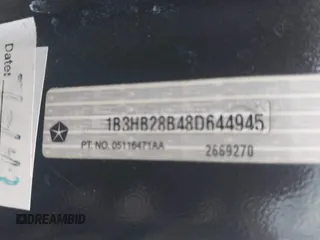 Date:
1B3HB28B48D644945
PT. NO. 05116471AA 2669270
DREAMBID